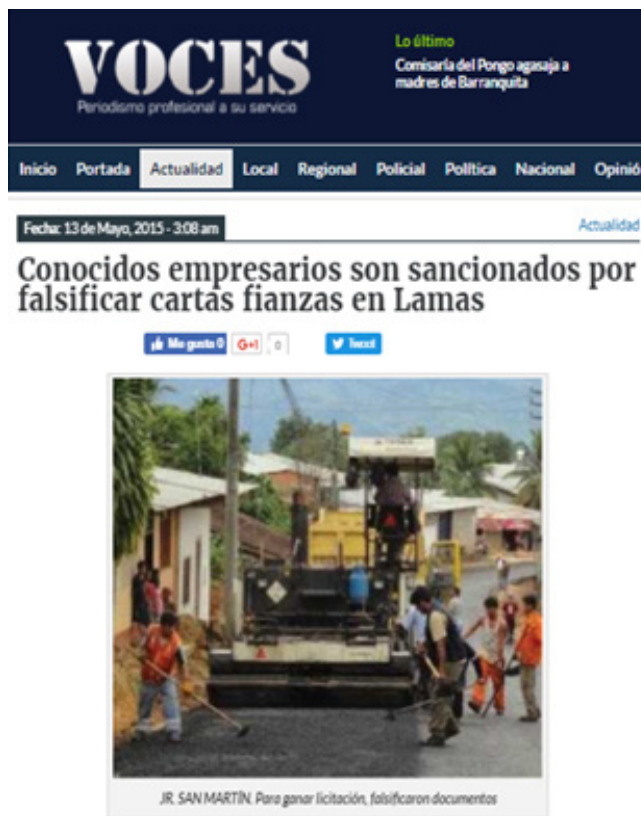 VOCES
Periodismo profesional a su servicio
Lo último
Comisaría del Pongo agasaja a
madres de Barranquita
Inicio Portada Actualidad Local Regional Policial Política Nacional Opinió
Fecha: 13 de Mayo, 2015 - 3:08 am
Actualidad
Conocidos empresarios son sancionados por
falsificar cartas fianzas en Lamas
Me gusta 0 G+1 0 Tweet
JR. SAN MARTÍN. Para ganar licitación, falsificaron documentos